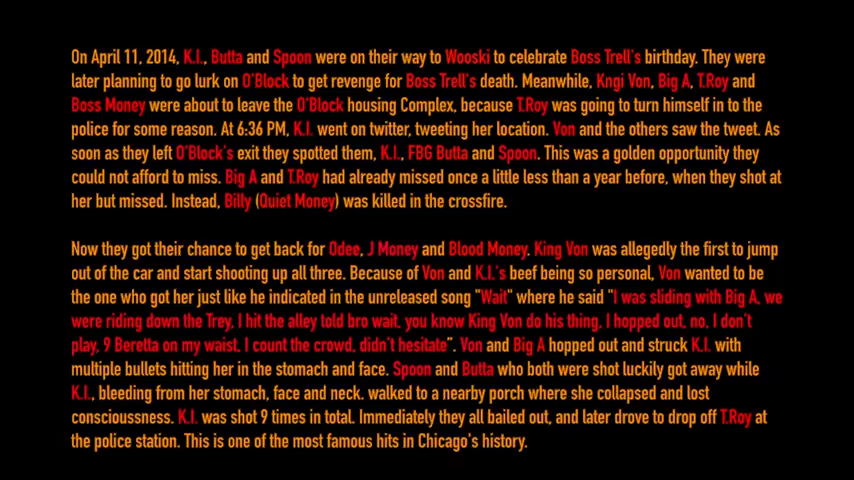 On April 11, 2014, K.I., Butta and Spoon were on their way to Wooski to celebrate Boss Trell's birthday. They were
later planning to go lurk on O'Block to get revenge for Boss Trell's death. Meanwhile, Kngi Von, Big A, T.Roy and
Boss Money were about to leave the O'Block housing Complex, because T.Roy was going to turn himself in to the
police for some reason. At 6:36 PM, K.I. went on twitter, tweeting her location. Von and the others saw the tweet. As
soon as they left O'Block's exit they spotted them, K.I., FBG Butta and Spoon. This was a golden opportunity they
could not afford to miss. Big A and T.Roy had already missed once a little less than a year before, when they shot at
her but missed. Instead, Billy (Quiet Money) was killed in the crossfire.

Now they got their chance to get back for Odee, J Money and Blood Money. King Von was allegedly the first to jump
out of the car and start shooting up all three. Because of Von and K.I.'s beef being so personal, Von wanted to be
the one who got her just like he indicated in the unreleased song "Wait" where he said "I was sliding with Big A, we
were riding down the Trey, I hit the alley told bro wait. you know King Von do his thing, I hopped out, no, I don't
play, 9 Beretta on my waist, I count the crowd, didn't hesitate". Von and Big A hopped out and struck K.I. with
multiple bullets hitting her in the stomach and face. Spoon and Butta who both were shot luckily got away while
K.I., bleeding from her stomach, face and neck. walked to a nearby porch where she collapsed and lost
consciousness. K.I. was shot 9 times in total. Immediately they all bailed out, and later drove to drop off T.Roy at
the police station. This is one of the most famous hits in Chicago's history.